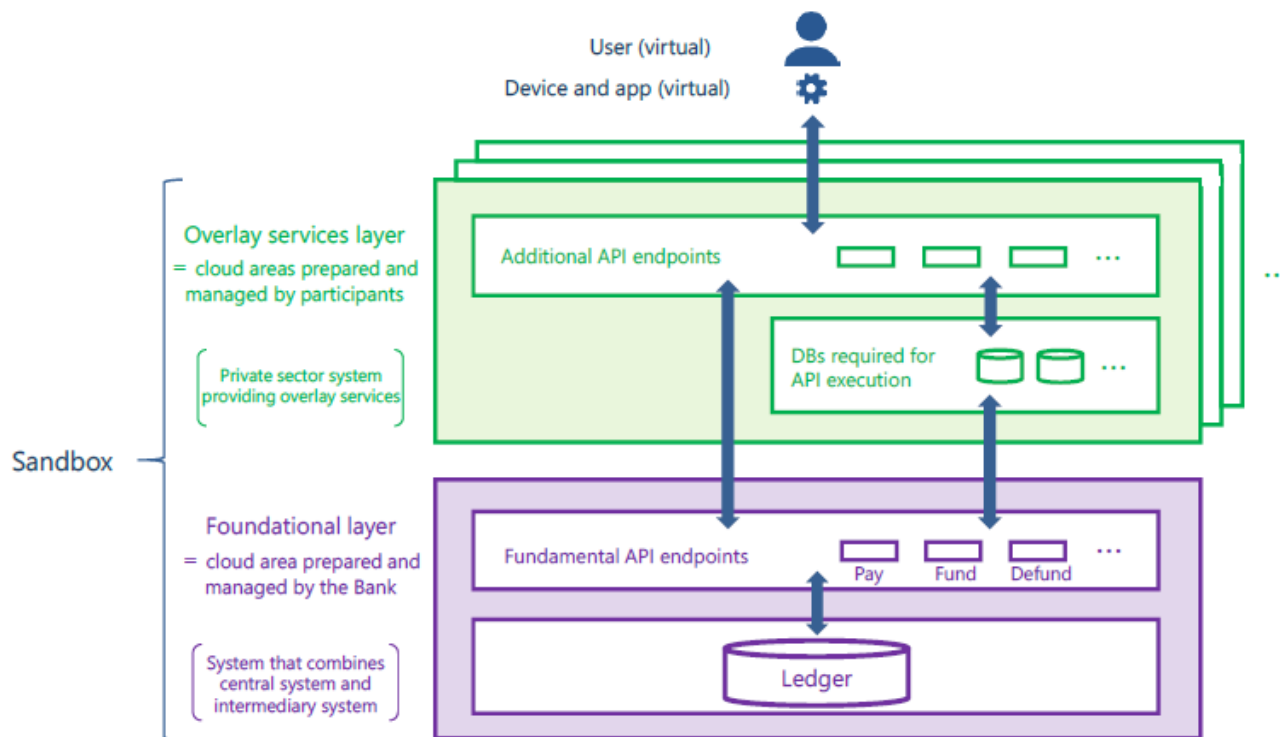 User (virtual)
Device and app (virtual)
Overlay services layer
= cloud areas prepared and
managed by participants
Private sector system
providing overlay services
Additional API endpoints
...
DBs required for
API execution
...
...
Sandbox
Foundational layer
= cloud area prepared and
managed by the Bank
System that combines
central system and
intermediary system
Fundamental API endpoints
Pay Fund Defund
...
Ledger